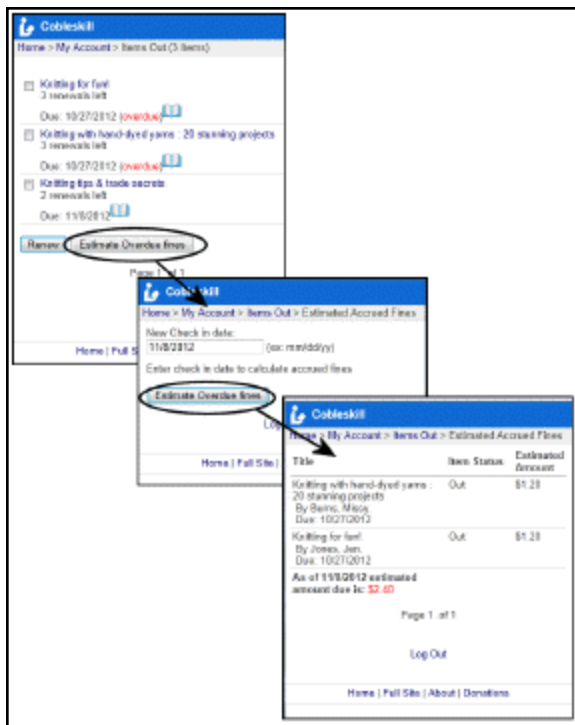 Cobleskill
Home > My Account > Items Out (3 Items)
Knitting for fun!
3 renewals left
Due: 10/27/2012 (overdue)
Knitting with hand-dyed yarns : 20 stunning projects
3 renewals left
Due: 10/27/2012 (overdue)
Knitting tips & trade secrets
2 renewals left
Due: 11/8/2012
Renew Estimate Overdue fines
Page 1 of 1
Home | Full S
Cobleskill
Home > My Account > Items Out > Estimated Accrued Fines
New Check in date:
11/8/2012 (ex: mm/dd/yy)
Enter check in date to calculate accrued fines
Estimate Overdue fines
Log
Home | Full Site |
Cobleskill
Home > My Account > Items Out > Estimated Accrued Fines
Title Item Status Estimated
Amount
Knitting with hand-dyed yarns : Out $1.20
20 stunning projects
By Berns, Missy.
Due: 10/27/2012
Knitting for fun!. Out $1.20
By Jones, Jen.
Due: 10/27/2012
As of 11/8/2012 estimated
amount due is: $2.40
Page 1 of 1
Log Out
Home | Full Site | About | Donations